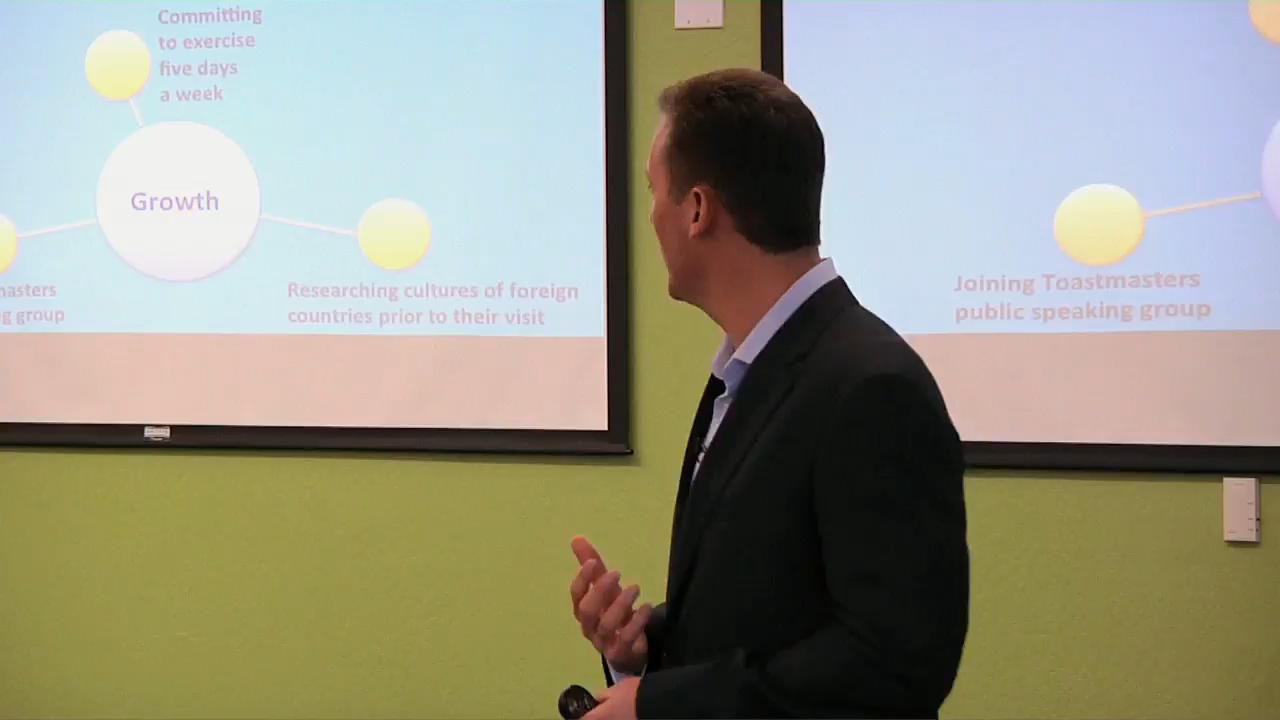 Committing
to exercise
five days
a week
Growth
masters
g group
Researching cultures of foreign
countries prior to their visit
Joining Toastmasters
public speaking group